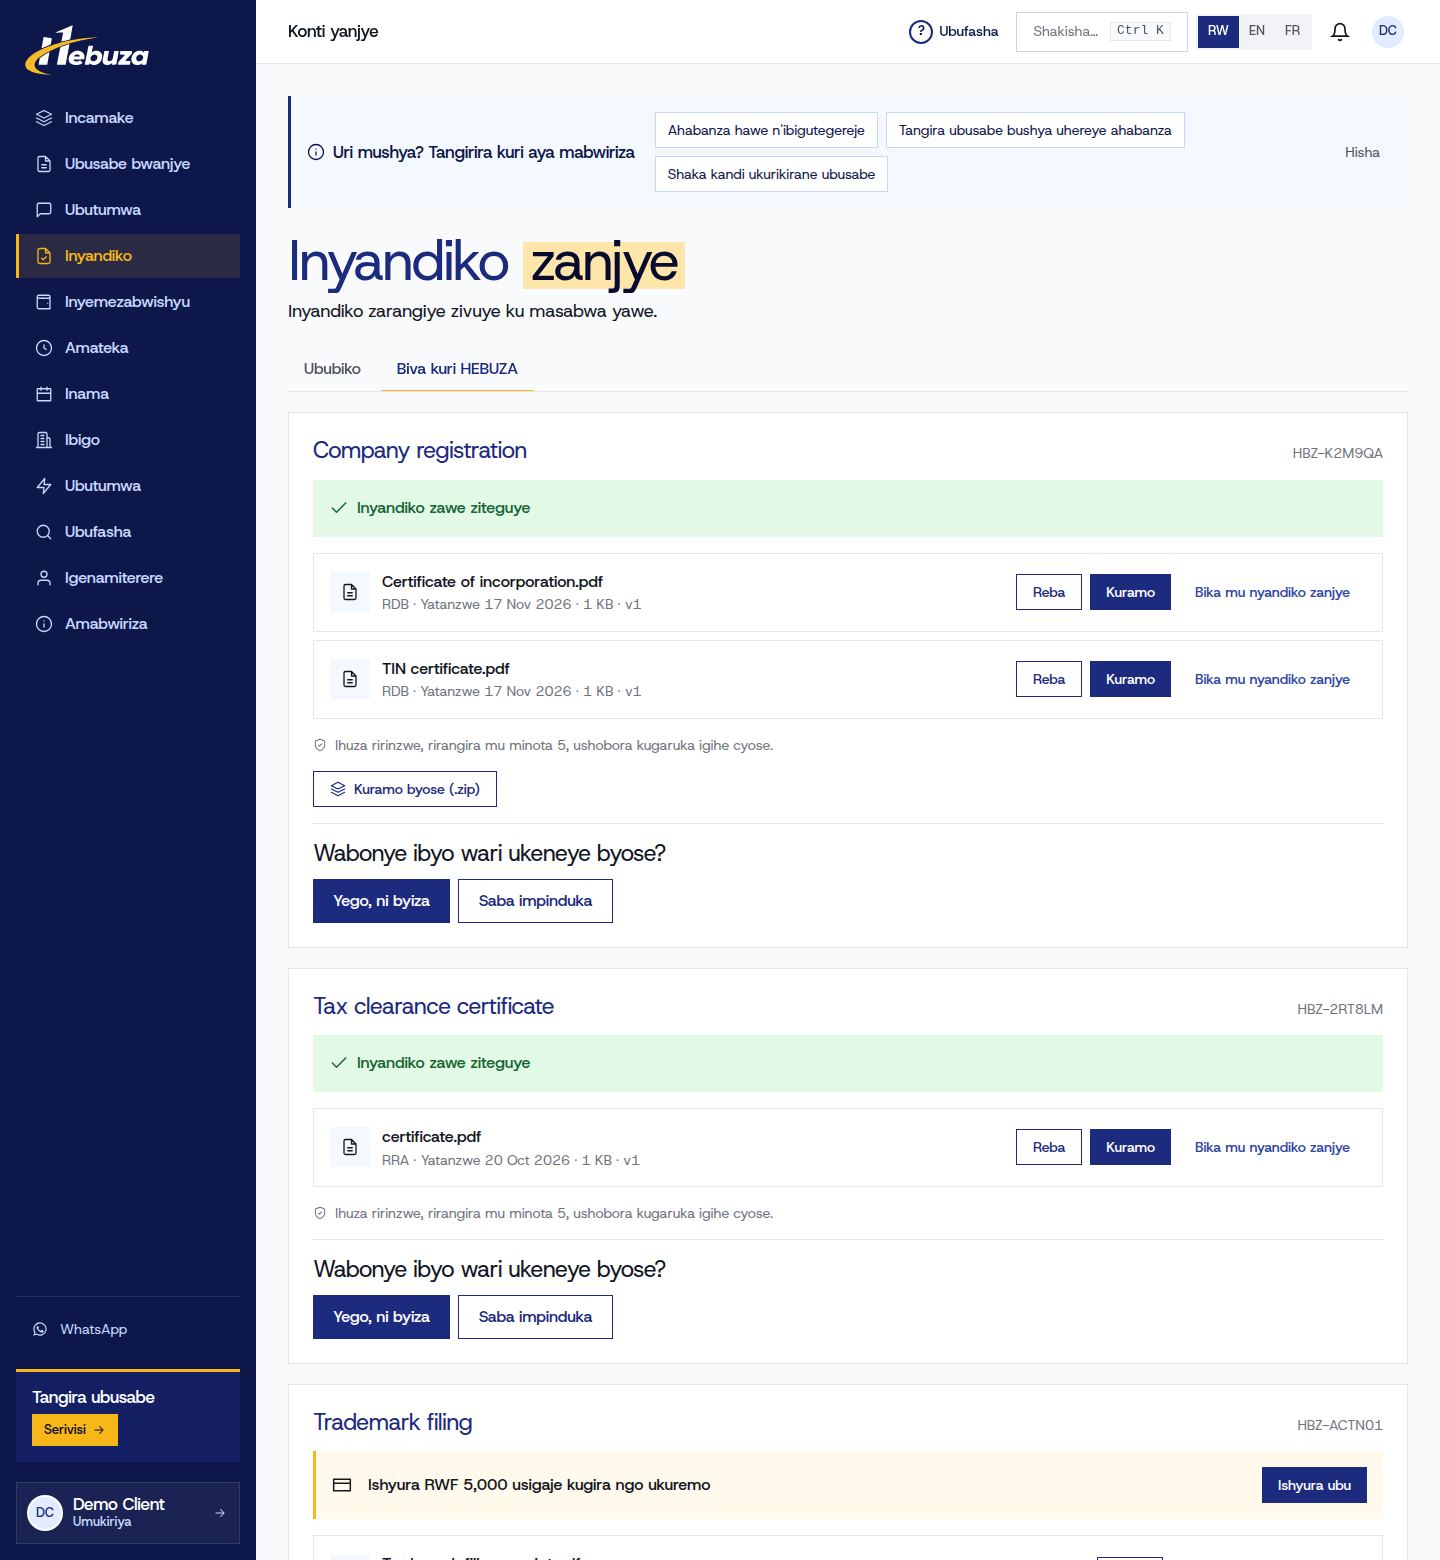 Hebuza
Incamake
Ubusabe bwanjye
Ubutumwa
Inyandiko
Inyemezabwishyu
Amateka
Inama
Ibigo
Ubutumwa
Ubufasha
Igenamiterere
Amabwiriza
WhatsApp
Tangira ubusabe
Serivisi
DC
Demo Client
Umukiriya
Konti yanjye
? Ubufasha
Shakisha... Ctrl K
RW EN FR
DC
Uri mushya? Tangirira kuri aya mabwiriza
Ahabanza hawe n'ibigutegereje
Tangira ubusabe bushya uhereye ahabanza
Shaka kandi ukurikirane ubusabe
Hisha
Inyandiko zanjye
Inyandiko zarangiye zivuye ku masabwa yawe.
Ububiko
Biva kuri HEBUZA
Company registration
HBZ-K2M9QA
Inyandiko zawe ziteguye
Certificate of incorporation.pdf
RDB · Yatanzwe 17 Nov 2026 · 1 KB · v1
Reba
Kuramo
Bika mu nyandiko zanjye
TIN certificate.pdf
RDB · Yatanzwe 17 Nov 2026 · 1 KB · v1
Reba
Kuramo
Bika mu nyandiko zanjye
Ihuza ririnzwe, rirangira mu minota 5, ushobora kugaruka igihe cyose.
Kuramo byose (.zip)
Wabonye ibyo wari ukeneye byose?
Yego, ni byiza
Saba impinduka
Tax clearance certificate
HBZ-2RT8LM
Inyandiko zawe ziteguye
certificate.pdf
RRA · Yatanzwe 20 Oct 2026 · 1 KB · v1
Reba
Kuramo
Bika mu nyandiko zanjye
Ihuza ririnzwe, rirangira mu minota 5, ushobora kugaruka igihe cyose.
Wabonye ibyo wari ukeneye byose?
Yego, ni byiza
Saba impinduka
Trademark filing
HBZ-ACTN01
Ishyura RWF 5,000 usigaje kugira ngo ukuremo
Ishyura ubu